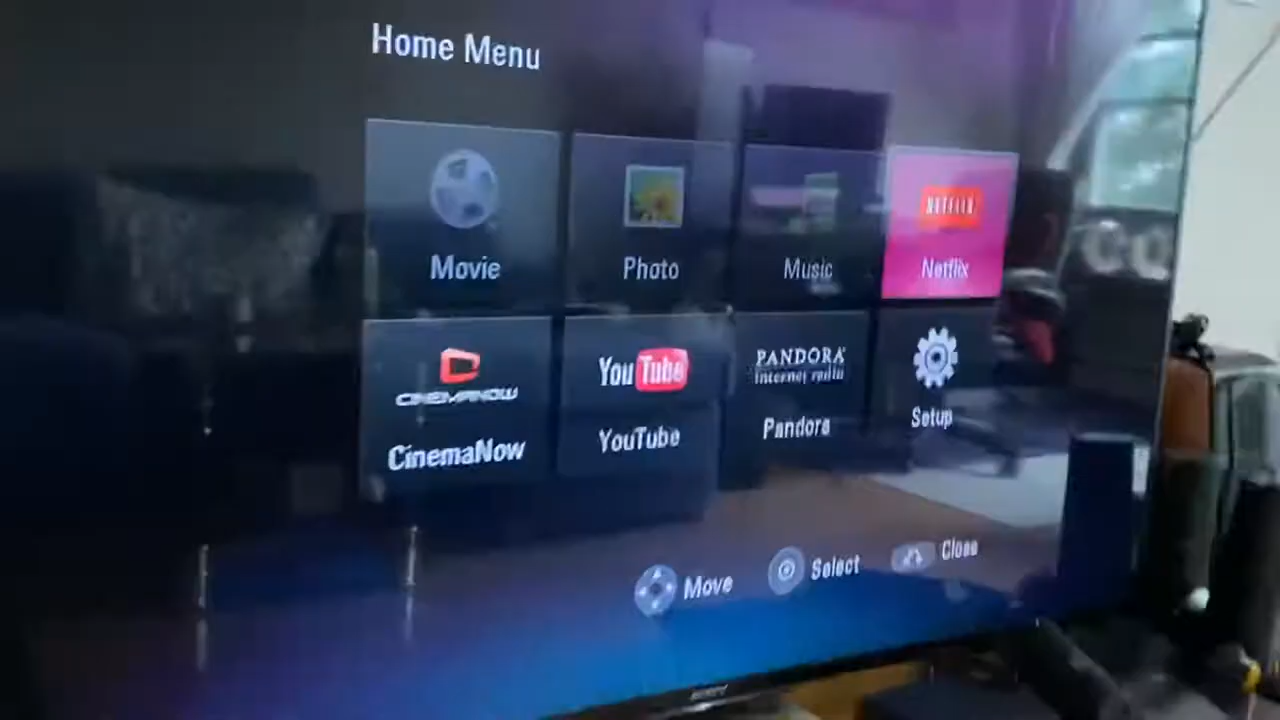 Home Menu
Movie
Photo
Music
NETFLIX
Netflix
CINEMANOW
CinemaNow
YouTube
YouTube
PANDORA
internet radio
Pandora
Setup
Move
Select
Close
SONY